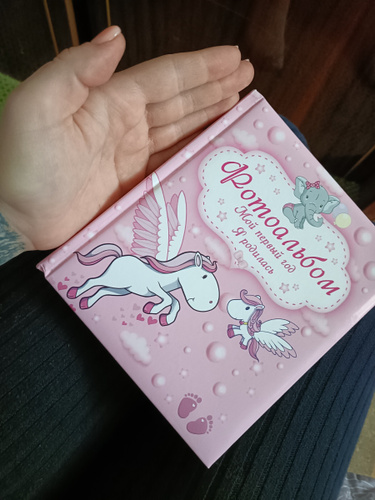 Фотоальбом
Мой первый год
Я родилась